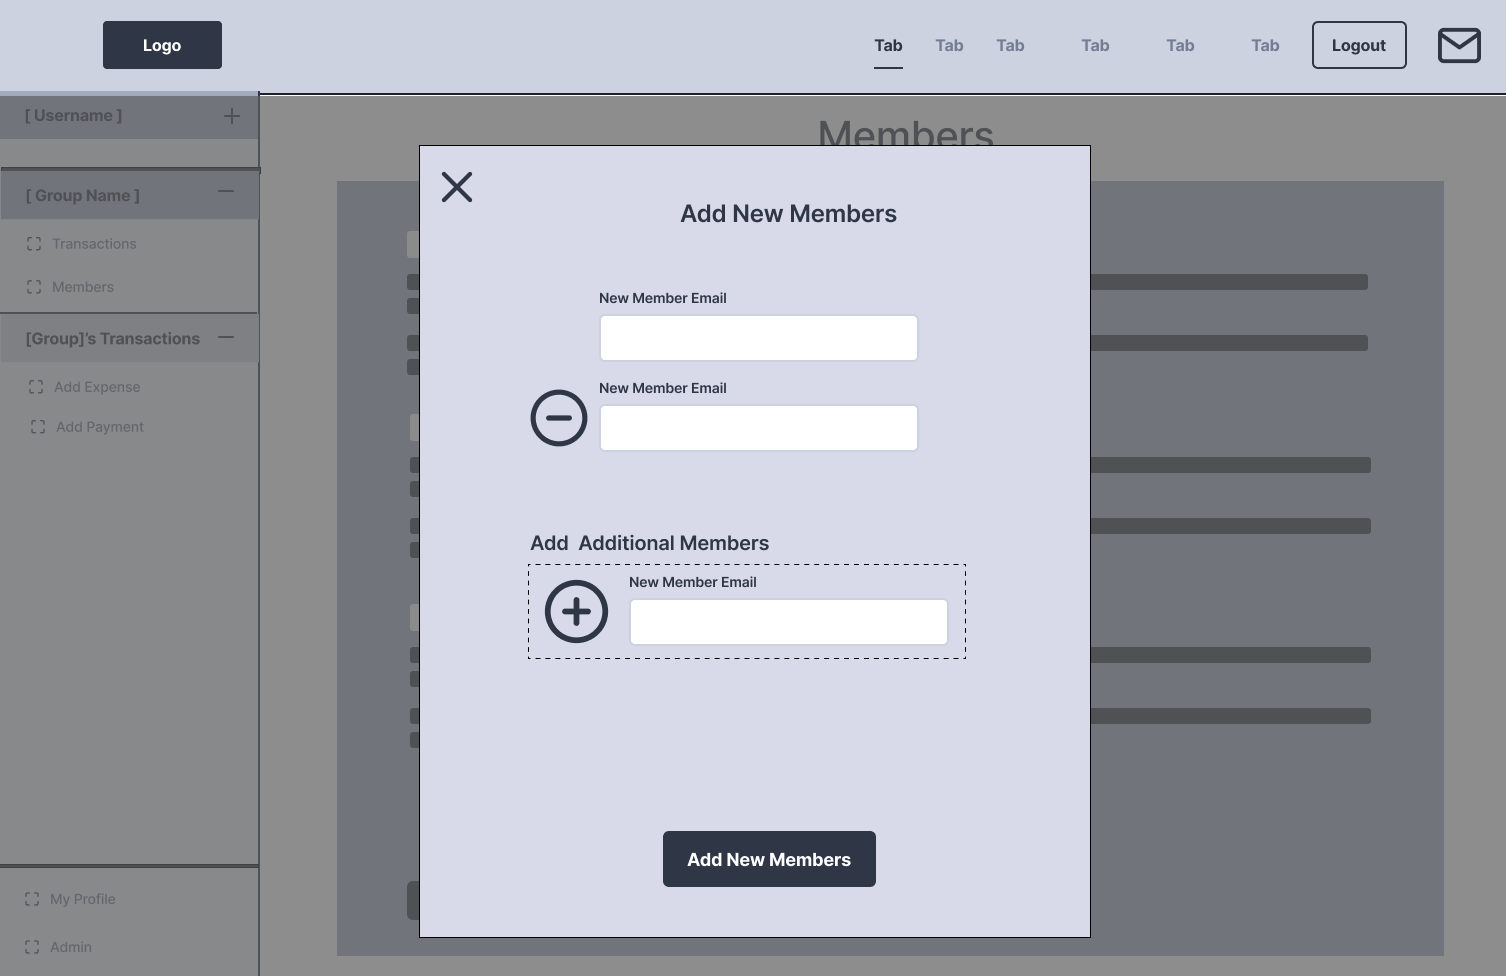 Logo
Tab
Tab
Tab
Tab
Tab
Tab
Logout
[ Username ]
Members
[ Group Name ]
Transactions
Members
[Group]'s Transactions
Add Expense
Add Payment
My Profile
Admin
Add New Members
New Member Email
New Member Email
Add Additional Members
New Member Email
Add New Members